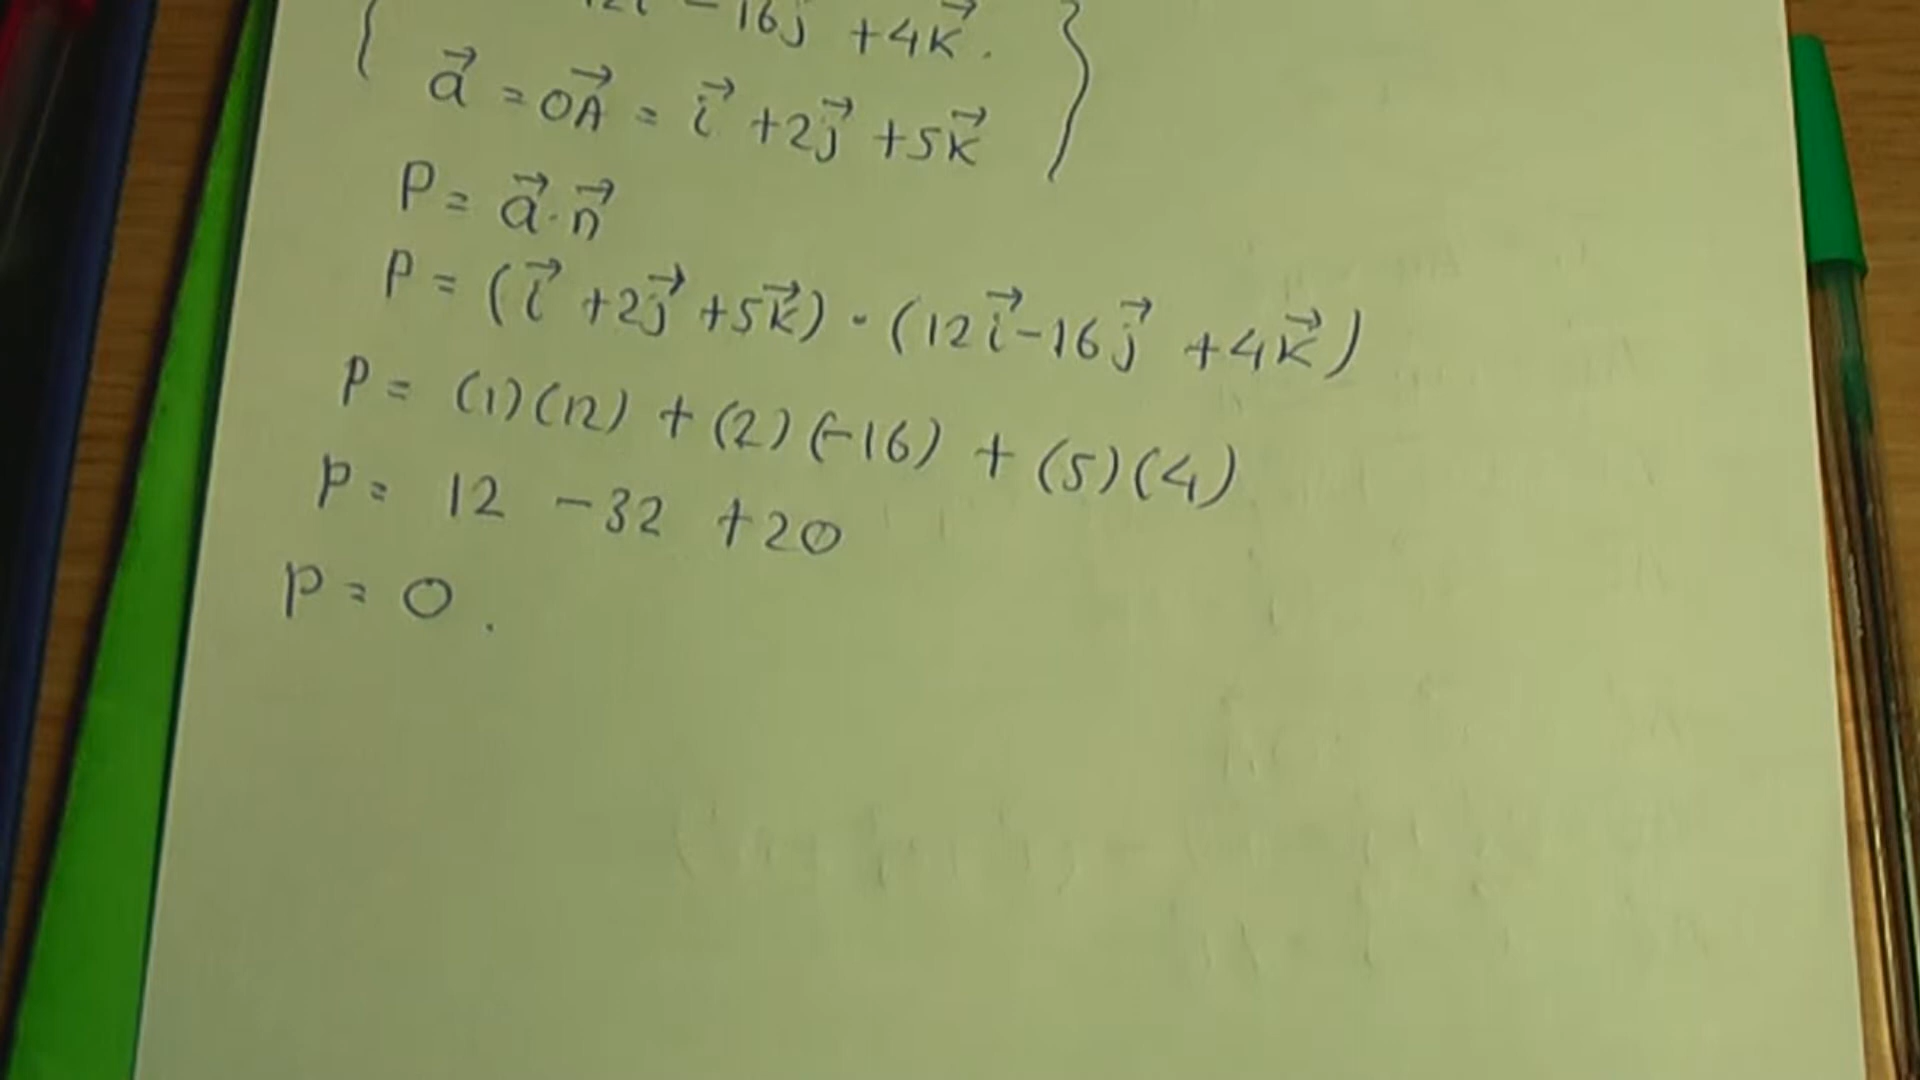 12i⃗ - 16j⃗ + 4k⃗.
a⃗ = OA⃗ = i⃗ + 2j⃗ + 5k⃗
P = a⃗ · n⃗
P = (i⃗ + 2j⃗ + 5k⃗) · (12i⃗ - 16j⃗ + 4k⃗)
P = (1)(12) + (2)(-16) + (5)(4)
P = 12 - 32 + 20
P = 0.